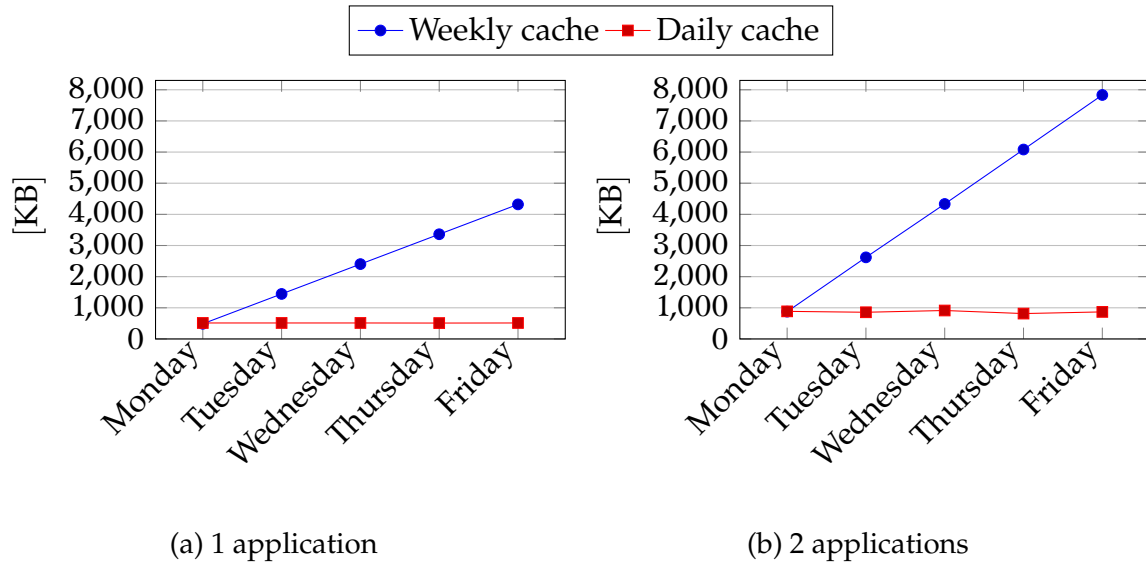 Weekly cache Daily cache
8,000
7,000
6,000
5,000
4,000
3,000
2,000
1,000
0
[KB]
Monday
Tuesday
Wednesday
Thursday
Friday
(a) 1 application
8,000
7,000
6,000
5,000
4,000
3,000
2,000
1,000
0
[KB]
Monday
Tuesday
Wednesday
Thursday
Friday
(b) 2 applications